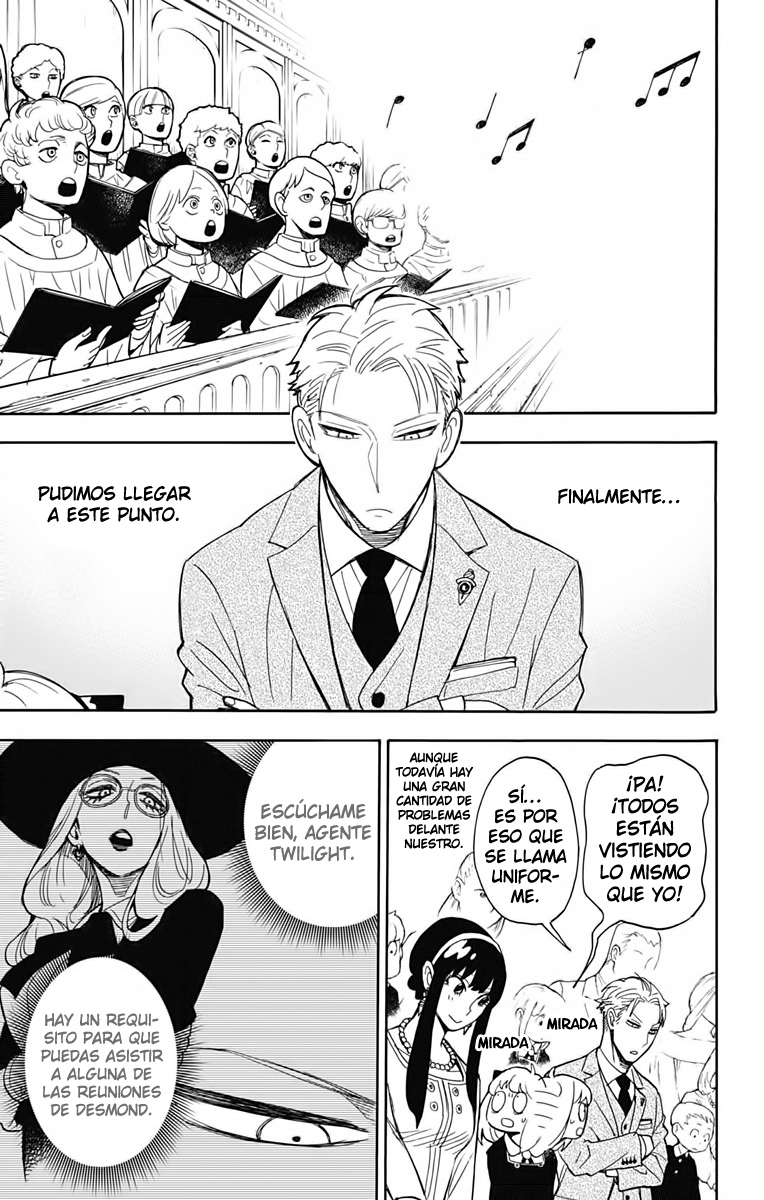 FINALMENTE...
PUDIMOS LLEGAR
A ESTE PUNTO.
¡PA!
¡TODOS
ESTÁN
VISTIENDO
LO MISMO
QUE YO!
SÍ...
ES POR
ESO QUE
SE LLAMA
UNIFOR-
ME.
AUNQUE
TODAVÍA HAY
UNA GRAN
CANTIDAD DE
PROBLEMAS
DELANTE
NUESTRO.
MIRADA
MIRADA
ESCÚCHAME
BIEN, AGENTE
TWILIGHT.
HAY UN REQUI-
SITO PARA QUE
PUEDAS ASISTIR
A ALGUNA DE
LAS REUNIONES
DE DESMOND.